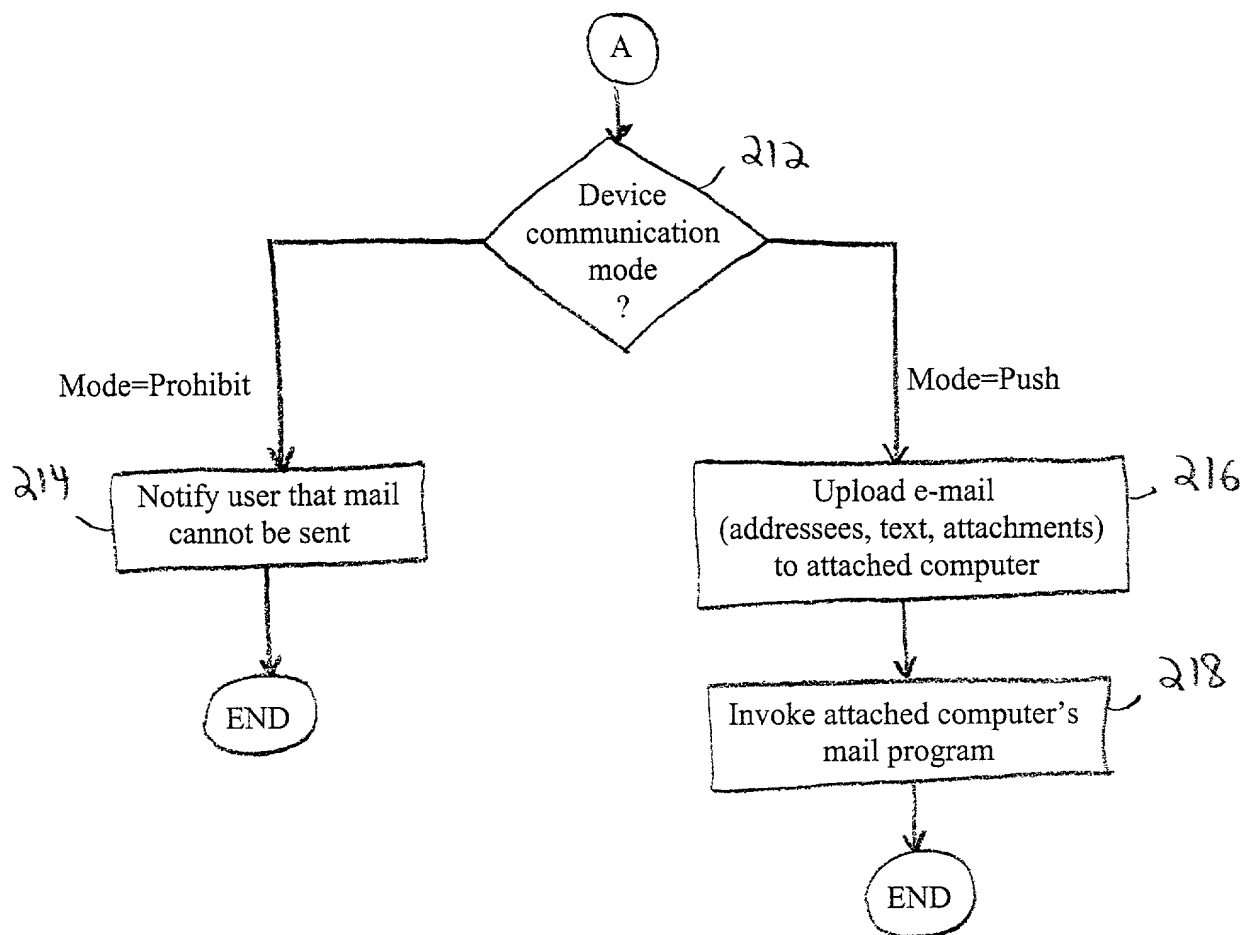 A
212
Device
communication
mode
?
Mode=Prohibit
Mode=Push
214
Notify user that mail
cannot be sent
216
Upload e-mail
(addressees, text, attachments)
to attached computer
END
218
Invoke attached computer's
mail program
END